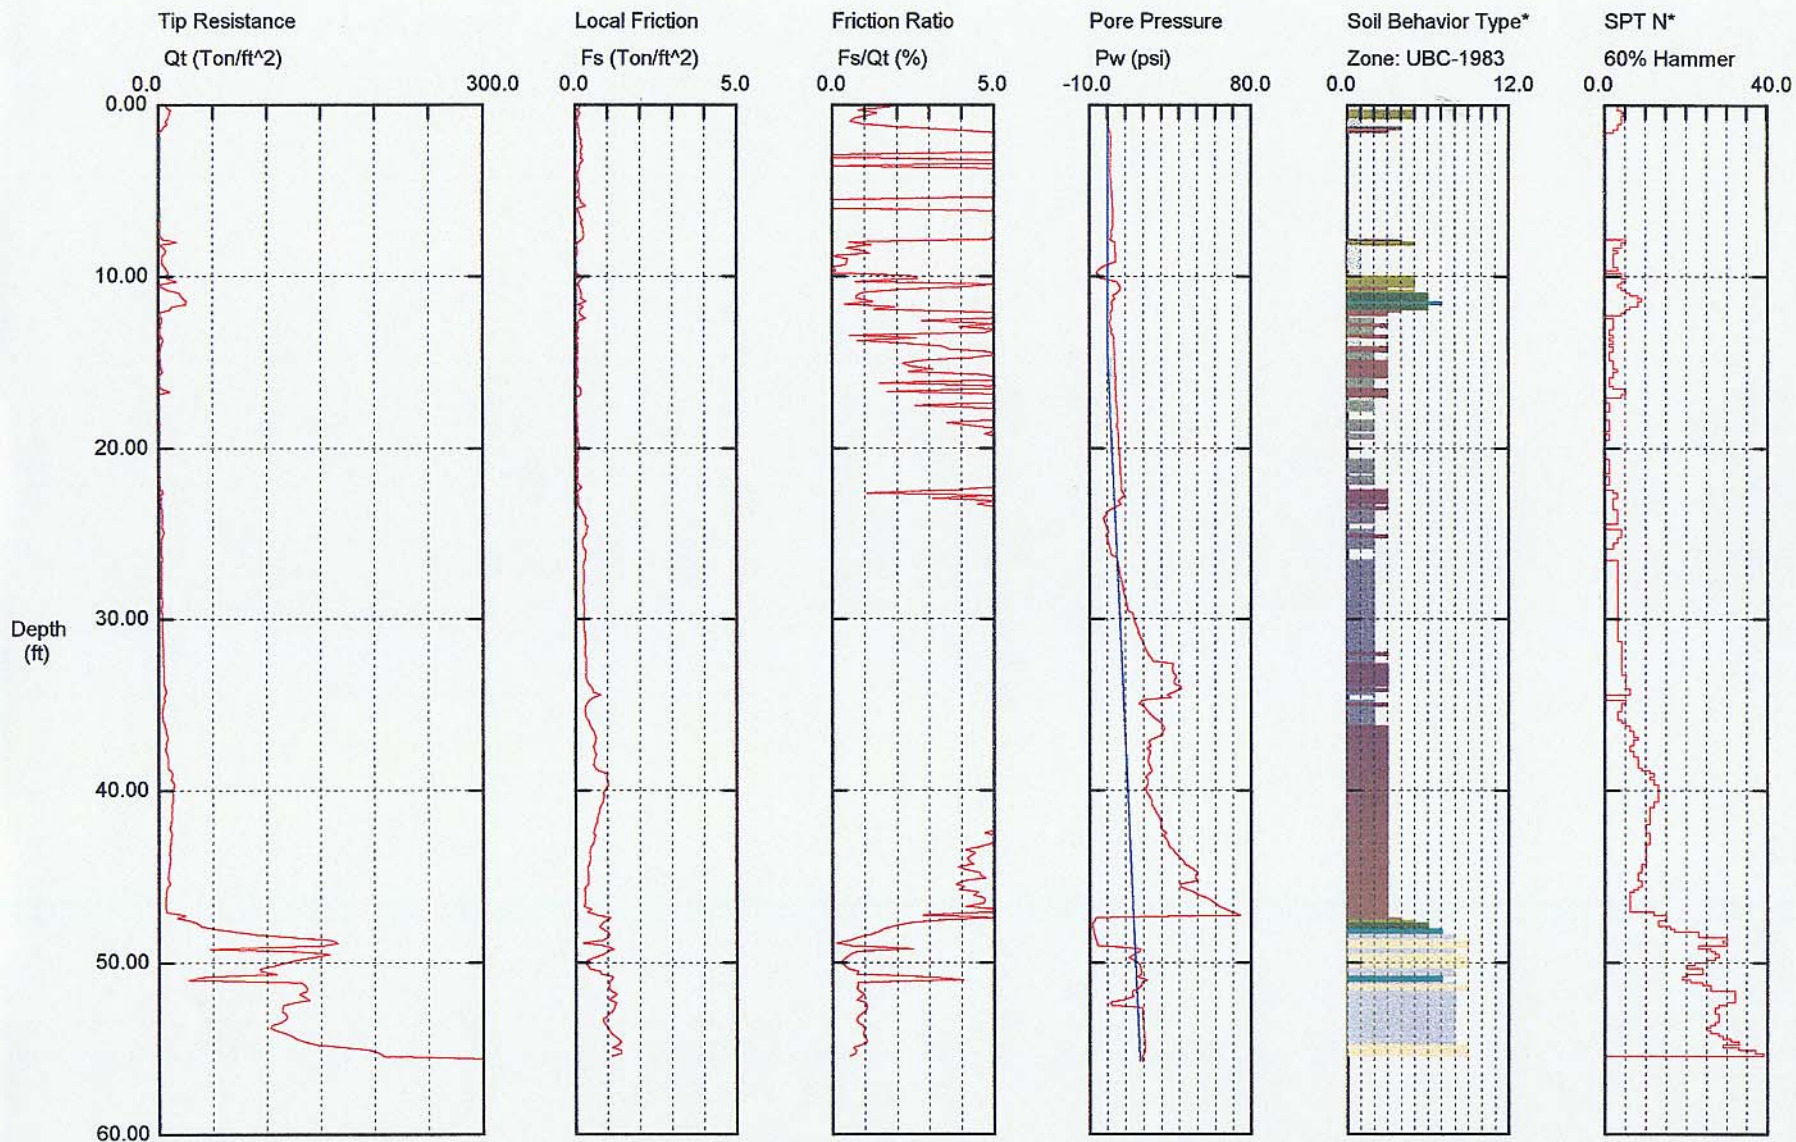 Tip Resistance
Qt (Ton/ft^2)
0.0 300.0
Local Friction
Fs (Ton/ft^2)
0.0 5.0
Friction Ratio
Fs/Qt (%)
0.0 5.0
Pore Pressure
Pw (psi)
-10.0 80.0
Soil Behavior Type*
Zone: UBC-1983
0.0 12.0
SPT N*
60% Hammer
0.0 40.0
0.00
10.00
20.00
30.00
Depth
(ft)
40.00
50.00
60.00